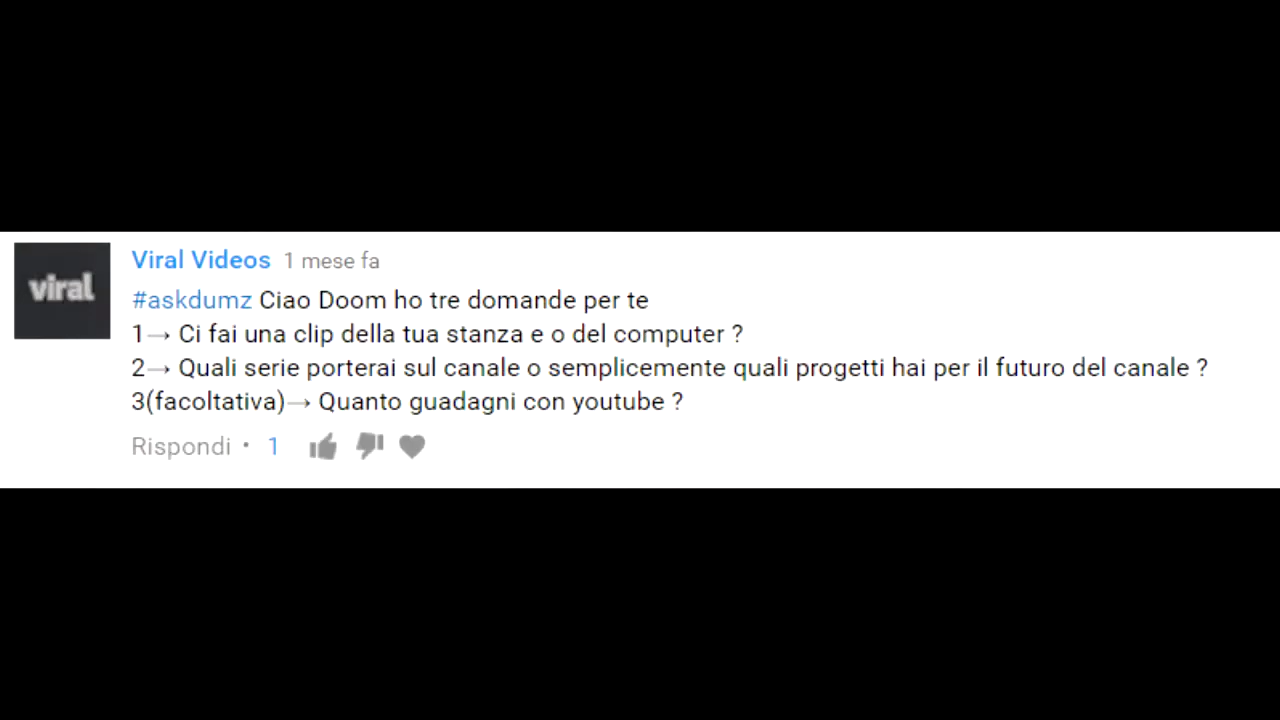 viral
Viral Videos 1 mese fa
#askdumz Ciao Doom ho tre domande per te
1→ Ci fai una clip della tua stanza e o del computer ?
2→ Quali serie porterai sul canale o semplicemente quali progetti hai per il futuro del canale ?
3(facoltativa)→ Quanto guadagni con youtube ?
Rispondi • 1